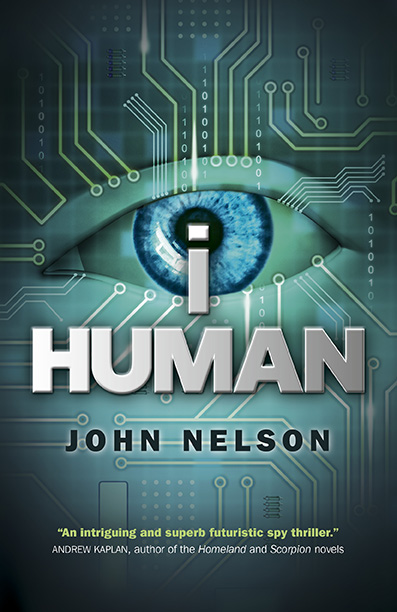 i
HUMAN
JOHN NELSON
“An intriguing and superb futuristic spy thriller.”
ANDREW KAPLAN, author of the Homeland and Scorpion novels